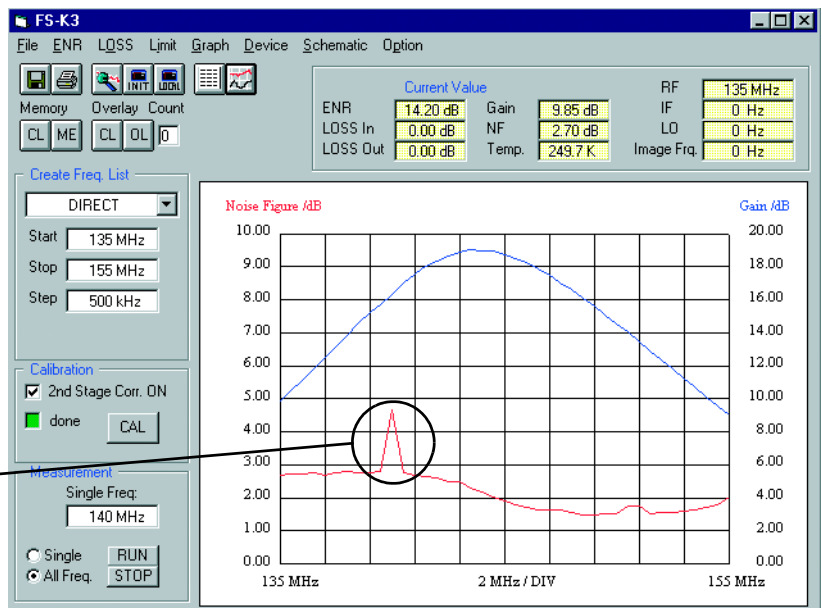 FS-K3
File ENR LOSS Limit Graph Device Schematic Option
INIT LOCAL
Memory Overlay Count
CL ME CL OL 0
Current Value
ENR 14.20 dB Gain 9.85 dB
LOSS In 0.00 dB NF 2.70 dB
LOSS Out 0.00 dB Temp. 249.7 K
RF 135 MHz
IF 0 Hz
LO 0 Hz
Image Frq. 0 Hz
Create Freq. List
DIRECT
Start 135 MHz
Stop 155 MHz
Step 500 kHz
Calibration
2nd Stage Corr. ON
done CAL
Measurement
Single Freq:
140 MHz
Single RUN
All Freq. STOP
Noise Figure /dB Gain /dB
10.00 20.00
9.00 18.00
8.00 16.00
7.00 14.00
6.00 12.00
5.00 10.00
4.00 8.00
3.00 6.00
2.00 4.00
1.00 2.00
0.00 0.00
135 MHz 2 MHz / DIV 155 MHz